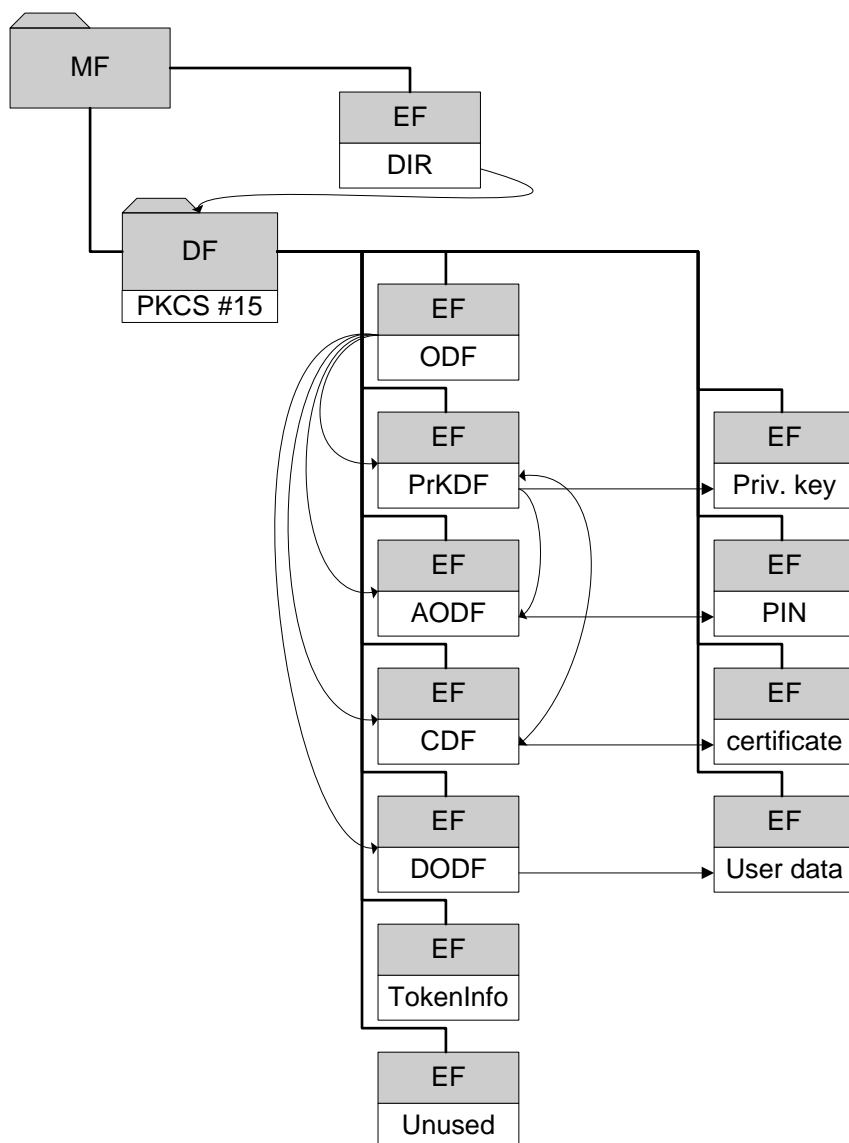 MF
EF
DIR
DF
PKCS #15
EF
ODF
EF
PrKDF
EF
Priv. key
EF
AODF
EF
PIN
EF
CDF
EF
certificate
EF
DODF
EF
User data
EF
TokenInfo
EF
Unused